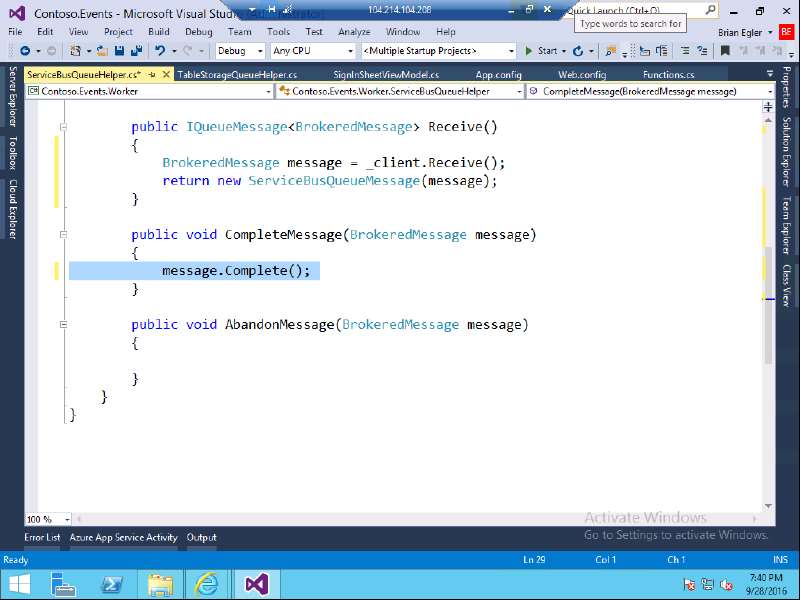 Contoso.Events - Microsoft Visual Studio
104.214.104.208
Quick Launch (Ctrl+Q)
Type words to search for
File Edit View Project Build Debug Team Tools Test Analyze Window Help
Brian Egler BE
Debug Any CPU <Multiple Startup Projects> Start
ServiceBusQueueHelper.cs* TableStorageQueueHelper.cs SignInSheetViewModel.cs App.config Web.config Functions.cs
Contoso.Events.Worker Contoso.Events.Worker.ServiceBusQueueHelper CompleteMessage(BrokeredMessage message)
Server Explorer
Toolbox
Cloud Explorer
public IQueueMessage<BrokeredMessage> Receive()
{
BrokeredMessage message = _client.Receive();
return new ServiceBusQueueMessage(message);
}
public void CompleteMessage(BrokeredMessage message)
{
message.Complete();
}
public void AbandonMessage(BrokeredMessage message)
{
}
}
}
Properties
Solution Explorer
Team Explorer
Class View
100 %
Activate Windows
Go to Settings to activate Windows.
Error List Azure App Service Activity Output
Ready Ln 29 Col 1 Ch 1 INS
7:40 PM
9/28/2016